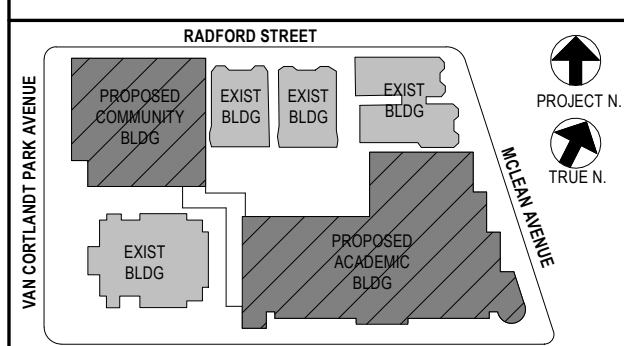 RADFORD STREET
VAN CORTLANDT PARK AVENUE
PROPOSED
COMMUNITY
BLDG
EXIST
BLDG
EXIST
BLDG
EXIST
BLDG
PROJECT N.
TRUE N.
MCLEAN AVENUE
EXIST
BLDG
PROPOSED
ACADEMIC
BLDG